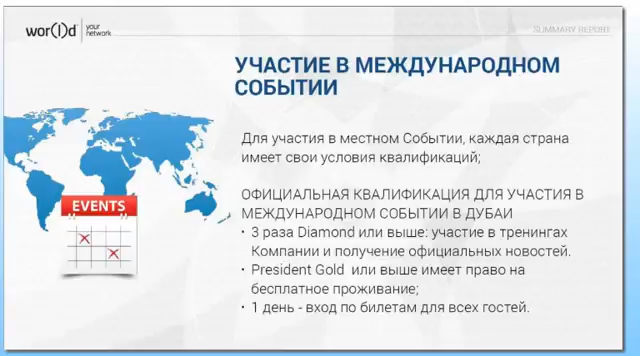 wor(l)d
your
network
SUMMARY REPORT
УЧАСТИЕ В МЕЖДУНАРОДНОМ
СОБЫТИИ
Для участия в местном Событии, каждая страна
имеет свои условия квалификаций;
ОФИЦИАЛЬНАЯ КВАЛИФИКАЦИЯ ДЛЯ УЧАСТИЯ В
МЕЖДУНАРОДНОМ СОБЫТИИ В ДУБАИ
• 3 раза Diamond или выше: участие в тренингах
Компании и получение официальных новостей.
• President Gold или выше имеет право на
бесплатное проживание;
• 1 день - вход по билетам для всех гостей.
EVENTS